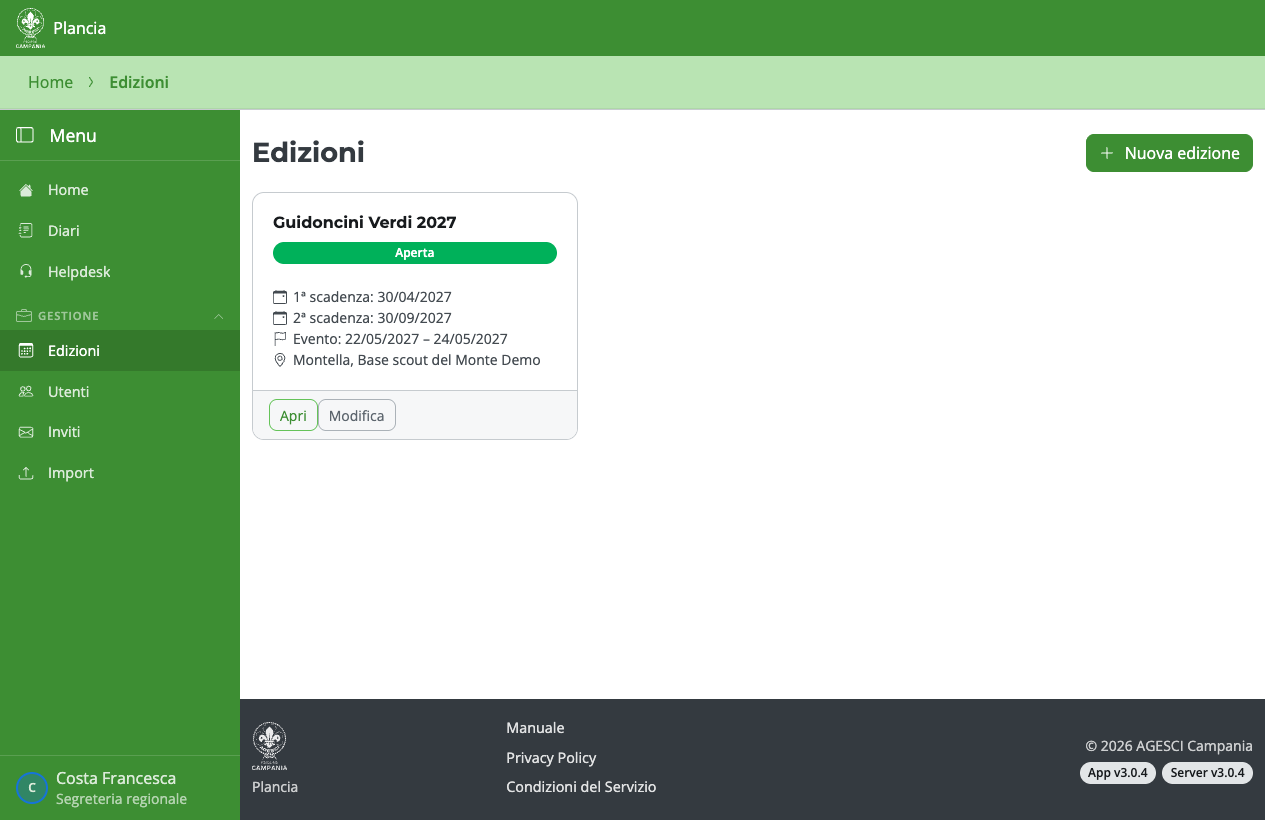 CAMPANIA
Plancia
Home
Edizioni
Menu
Home
Diari
Helpdesk
GESTIONE
Edizioni
Utenti
Inviti
Import
Costa Francesca
C
Segreteria regionale
Edizioni
+ Nuova edizione
Guidoncini Verdi 2027
Aperta
1ª scadenza: 30/04/2027
2ª scadenza: 30/09/2027
Evento: 22/05/2027 – 24/05/2027
Montella, Base scout del Monte Demo
Apri
Modifica
CAMPANIA
Plancia
Manuale
Privacy Policy
Condizioni del Servizio
© 2026 AGESCI Campania
App v3.0.4
Server v3.0.4